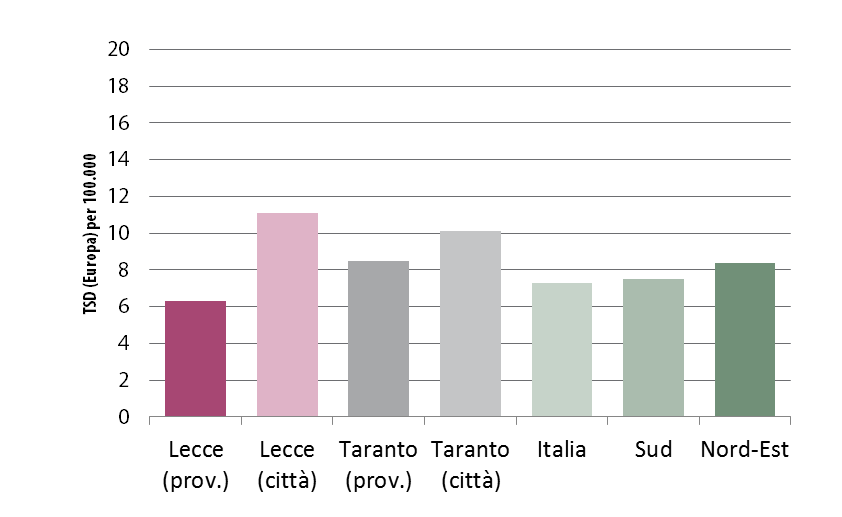 TSD (Europa) per 100.000
20
18
16
14
12
10
8
6
4
2
0
Lecce
(prov.)
Lecce
(città)
Taranto
(prov.)
Taranto
(città)
Italia
Sud
Nord-Est